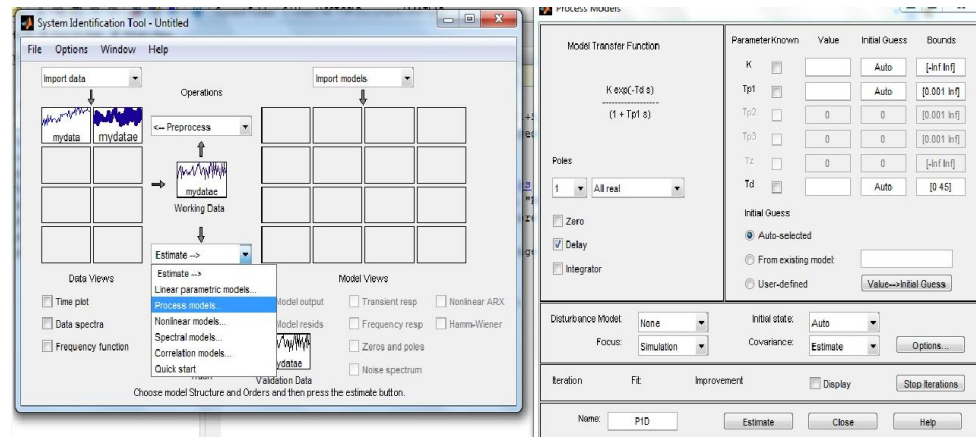 System Identification Tool - Untitled
File Options Window Help
Import data
Import models
Operations
<-- Preprocess
mydata
mydatae
mydatae
Working Data
Estimate -->
Estimate -->
Linear parametric models...
Process models...
Nonlinear models...
Spectral models...
Correlation models...
Quick start
Data Views
Time plot
Data spectra
Frequency function
Model Views
Model output
Transient resp
Nonlinear ARX
Model resids
Frequency resp
Hamm-Wiener
Zeros and poles
Noise spectrum
ydatae
Validation Data
Choose model Structure and Orders and then press the estimate button.
Process Models
Model Transfer Function
K exp(-Td s)
------------------
(1 + Tp1 s)
Poles
1 All real
Zero
Delay
Integrator
Parameter Known Value Initial Guess Bounds
K Auto [-Inf Inf]
Tp1 Auto [0.001 Inf]
Tp2 0 0 [0.001 Inf]
Tp3 0 0 [0.001 Inf]
Tz 0 0 [-Inf Inf]
Td Auto [0 45]
Initial Guess
Auto-selected
From existing model:
User-defined
Value-->Initial Guess
Disturbance Model: None
Initial state: Auto
Focus: Simulation
Covariance: Estimate
Options...
Iteration Fit: Improvement
Display
Stop Iterations
Name: P1D
Estimate
Close
Help